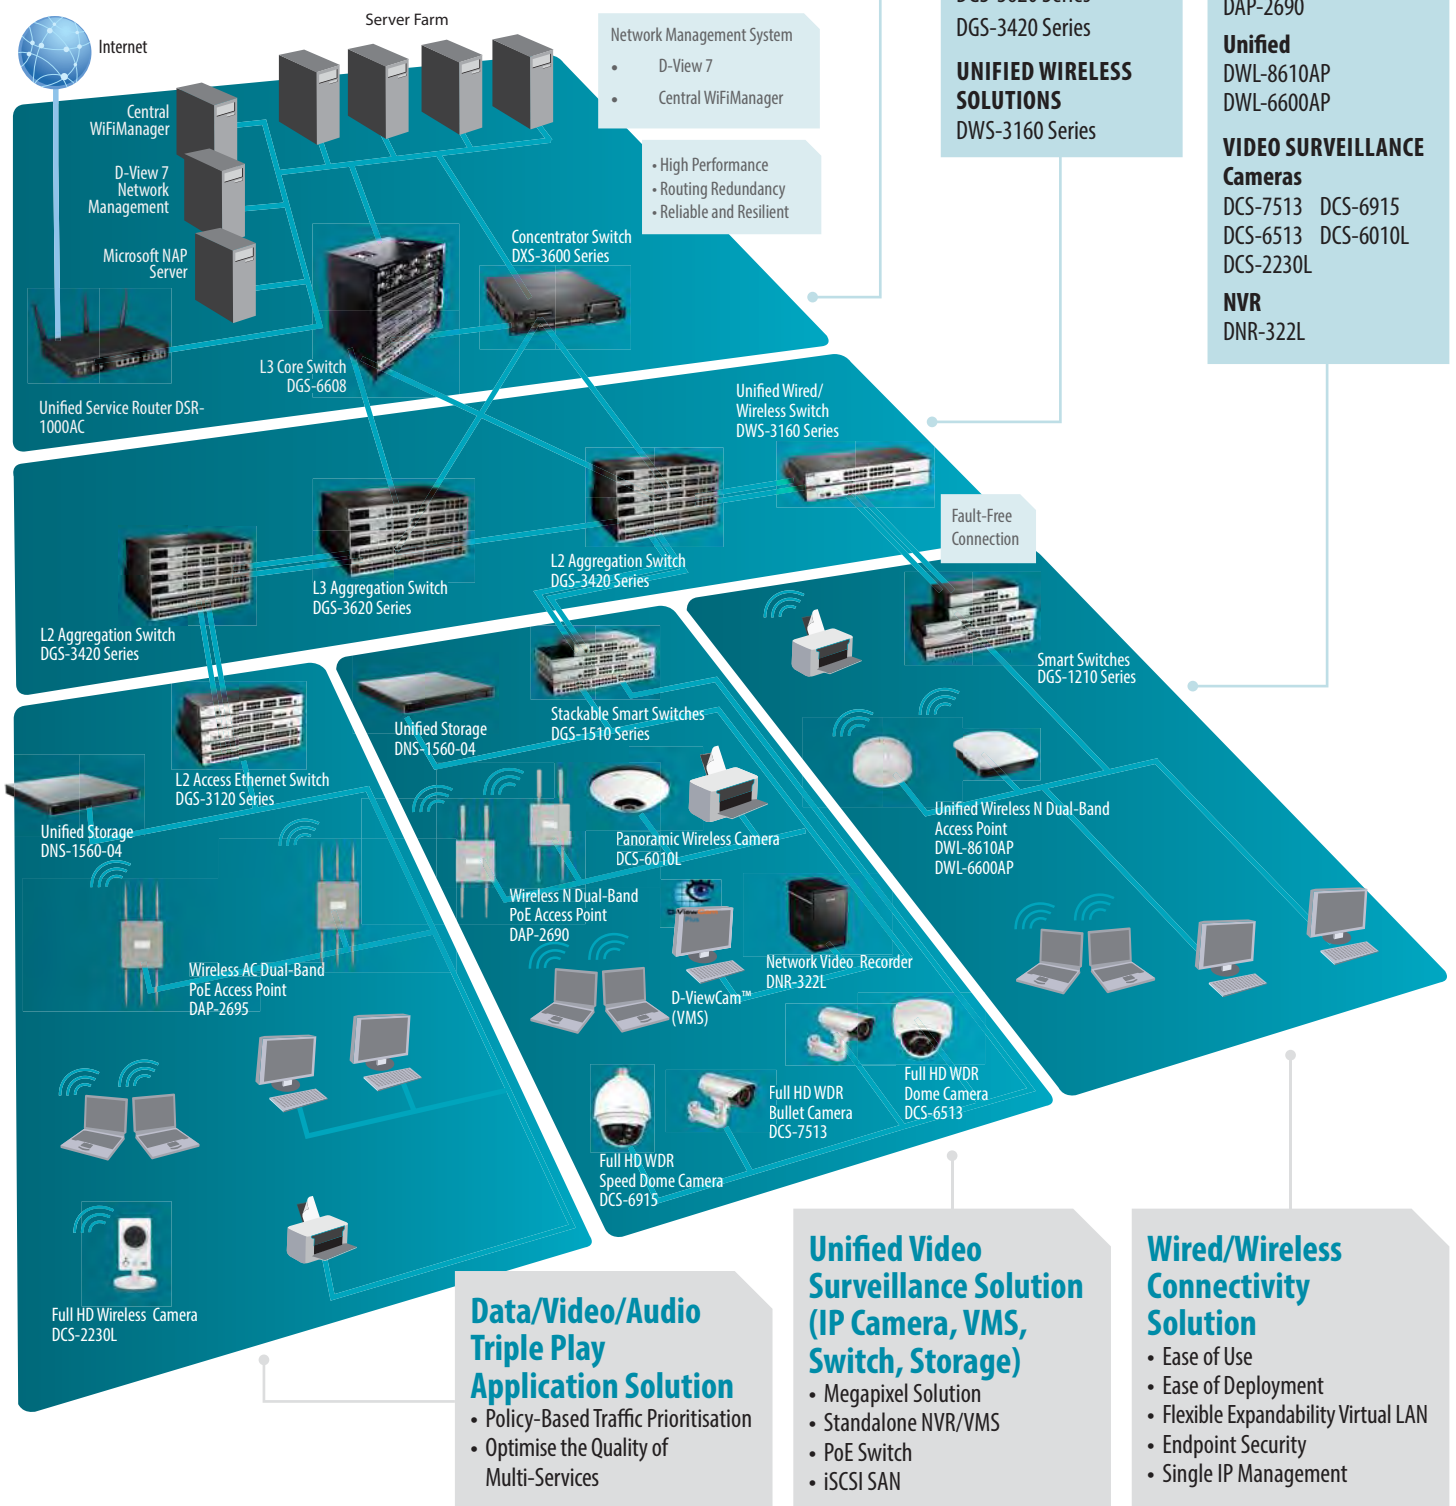 Server Farm
Internet
Network Management System
• D-View 7
• Central WiFiManager
• High Performance
• Routing Redundancy
• Reliable and Resilient
Central
WiFiManager
D-View 7
Network
Management
Microsoft NAP
Server
Concentrator Switch
DXS-3600 Series
L3 Core Switch
DGS-6608
Unified Service Router DSR-
1000AC
DGS-3620 Series
DGS-3420 Series
UNIFIED WIRELESS
SOLUTIONS
DWS-3160 Series
DAP-2690
Unified
DWL-8610AP
DWL-6600AP
VIDEO SURVEILLANCE
Cameras
DCS-7513 DCS-6915
DCS-6513 DCS-6010L
DCS-2230L
NVR
DNR-322L
Unified Wired/
Wireless Switch
DWS-3160 Series
Fault-Free
Connection
L2 Aggregation Switch
DGS-3420 Series
L3 Aggregation Switch
DGS-3620 Series
L2 Aggregation Switch
DGS-3420 Series
Smart Switches
DGS-1210 Series
Unified Storage
DNS-1560-04
Stackable Smart Switches
DGS-1510 Series
L2 Access Ethernet Switch
DGS-3120 Series
Unified Storage
DNS-1560-04
Panoramic Wireless Camera
DCS-6010L
Unified Wireless N Dual-Band
Access Point
DWL-8610AP
DWL-6600AP
Wireless N Dual-Band
PoE Access Point
DAP-2690
Wireless AC Dual-Band
PoE Access Point
DAP-2695
Network Video Recorder
DNR-322L
D-ViewCam™
(VMS)
Full HD WDR
Dome Camera
DCS-6513
Full HD WDR
Bullet Camera
DCS-7513
Full HD WDR
Speed Dome Camera
DCS-6915
Full HD Wireless Camera
DCS-2230L
Data/Video/Audio
Triple Play
Application Solution
• Policy-Based Traffic Prioritisation
• Optimise the Quality of
Multi-Services
Unified Video
Surveillance Solution
(IP Camera, VMS,
Switch, Storage)
• Megapixel Solution
• Standalone NVR/VMS
• PoE Switch
• iSCSI SAN
Wired/Wireless
Connectivity
Solution
• Ease of Use
• Ease of Deployment
• Flexible Expandability Virtual LAN
• Endpoint Security
• Single IP Management